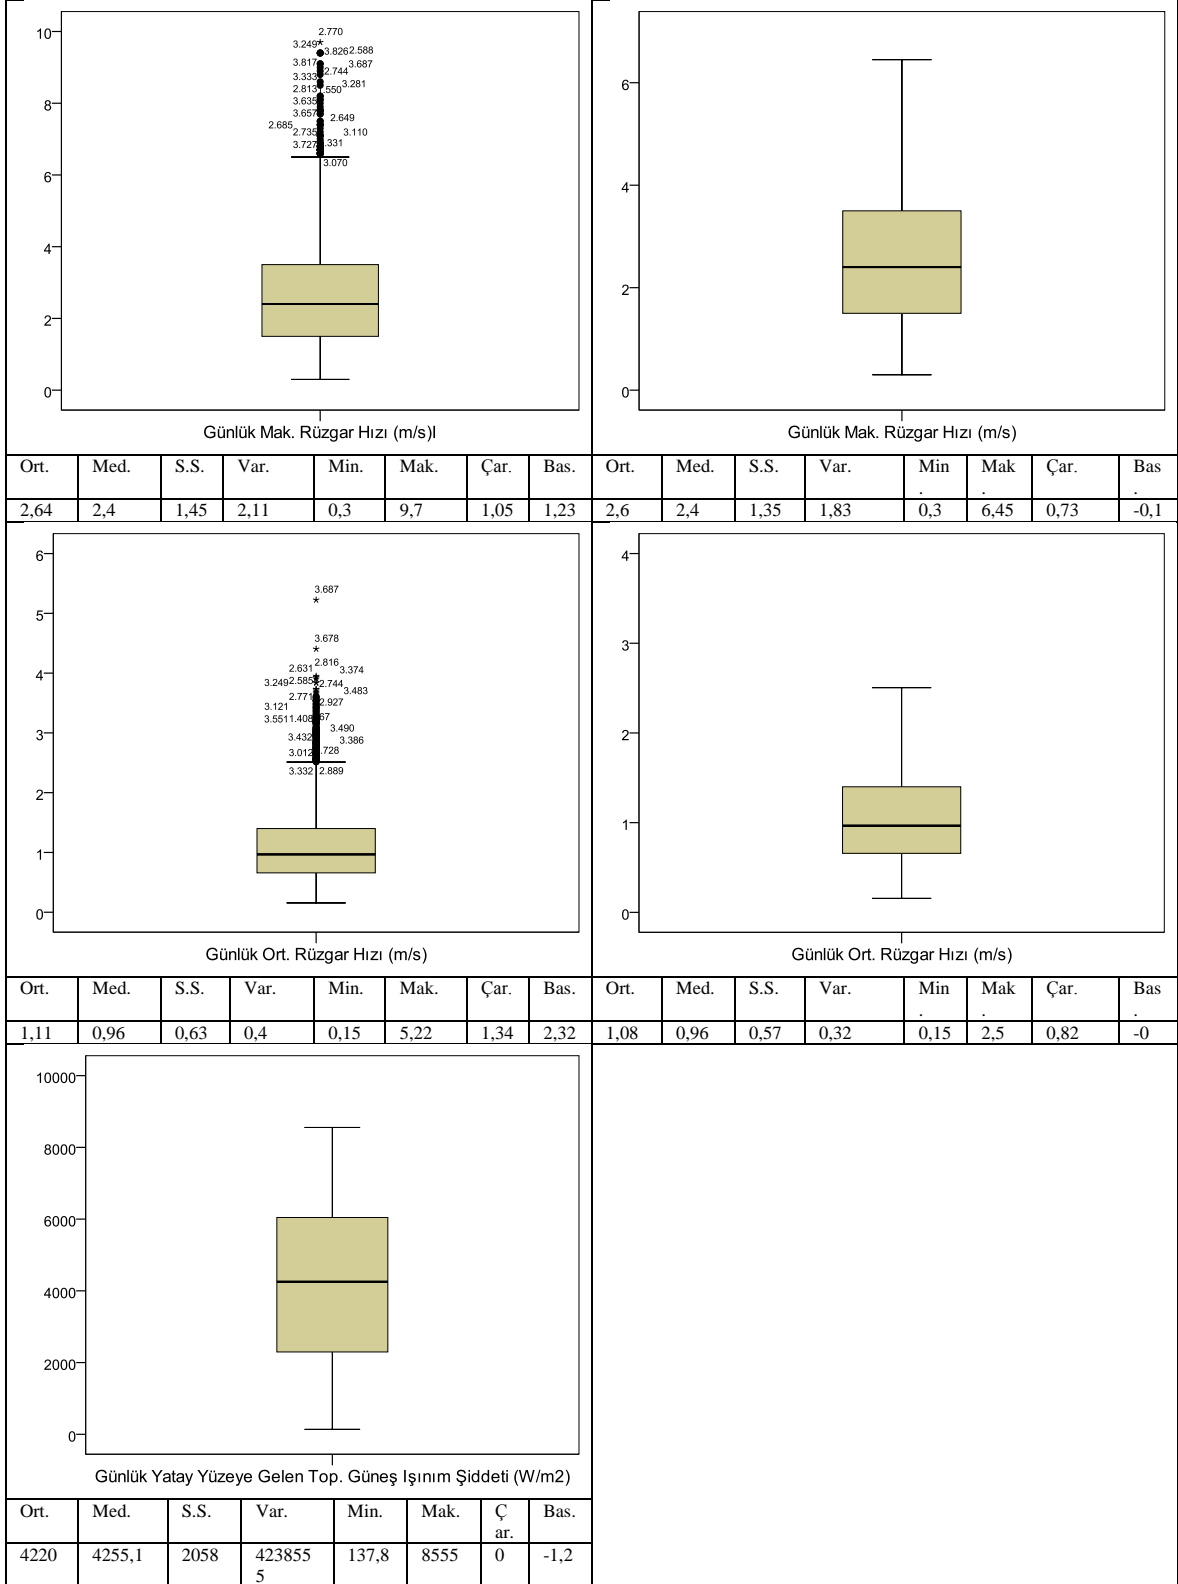 10
8
6
4
2
0
2.770
3.249
3.826 2.588
3.817
3.687
2.744
3.333
3.281
2.813 .550
3.635
3.657
2.649
2.685
2.735
3.110
3.727 .331
3.070
Günlük Mak. Rüzgar Hızı (m/s)l
6
4
2
0
Günlük Mak. Rüzgar Hızı (m/s)
Ort. Med. S.S. Var. Min. Mak. Çar. Bas.
2,64 2,4 1,45 2,11 0,3 9,7 1,05 1,23
Ort. Med. S.S. Var. Min Mak Çar. Bas
. . .
2,6 2,4 1,35 1,83 0,3 6,45 0,73 -0,1
6
5
4
3
2
1
0
3.687
3.678
2.816
2.631 3.374
3.249 2.585 2.744
3.483
2.771
2.927
3.121
3.551 1.408 67
3.490
3.432
3.386
3.012 .728
3.332 2.889
Günlük Ort. Rüzgar Hızı (m/s)
4
3
2
1
0
Günlük Ort. Rüzgar Hızı (m/s)
Ort. Med. S.S. Var. Min. Mak. Çar. Bas.
1,11 0,96 0,63 0,4 0,15 5,22 1,34 2,32
Ort. Med. S.S. Var. Min Mak Çar. Bas
. . .
1,08 0,96 0,57 0,32 0,15 2,5 0,82 -0
10000
8000
6000
4000
2000
0
Günlük Yatay Yüzeye Gelen Top. Güneş Işınım Şiddeti (W/m2)
Ort. Med. S.S. Var. Min. Mak. Ç Bas.
ar.
4220 4255,1 2058 423855 137,8 8555 0 -1,2
5